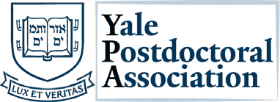 אורים
ותמים
LUX ET VERITAS
Yale
Postdoctoral
Association